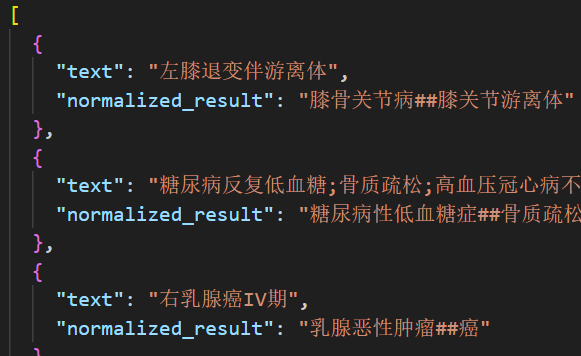 [
{
"text": "左膝退变伴游离体",
"normalized_result": "膝骨关节病##膝关节游离体"
},
{
"text": "糖尿病反复低血糖;骨质疏松;高血压冠心病不
"normalized_result": "糖尿病性低血糖症##骨质疏松
},
{
"text": "右乳腺癌IV期",
"normalized_result": "乳腺恶性肿瘤##癌"
}